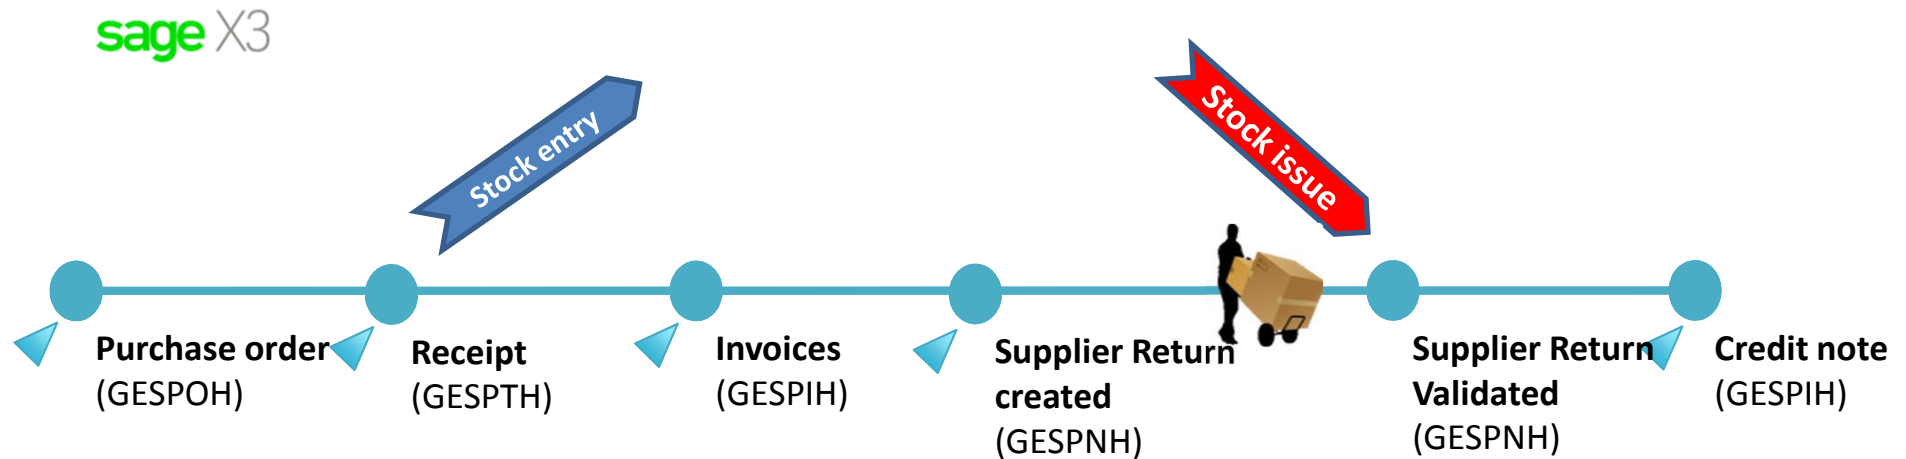 sage X3
Stock entry
Stock issue
Purchase order
(GESPOH)
Receipt
(GESPTH)
Invoices
(GESPIH)
Supplier Return
created
(GESPNH)
Supplier Return
Validated
(GESPNH)
Credit note
(GESPIH)